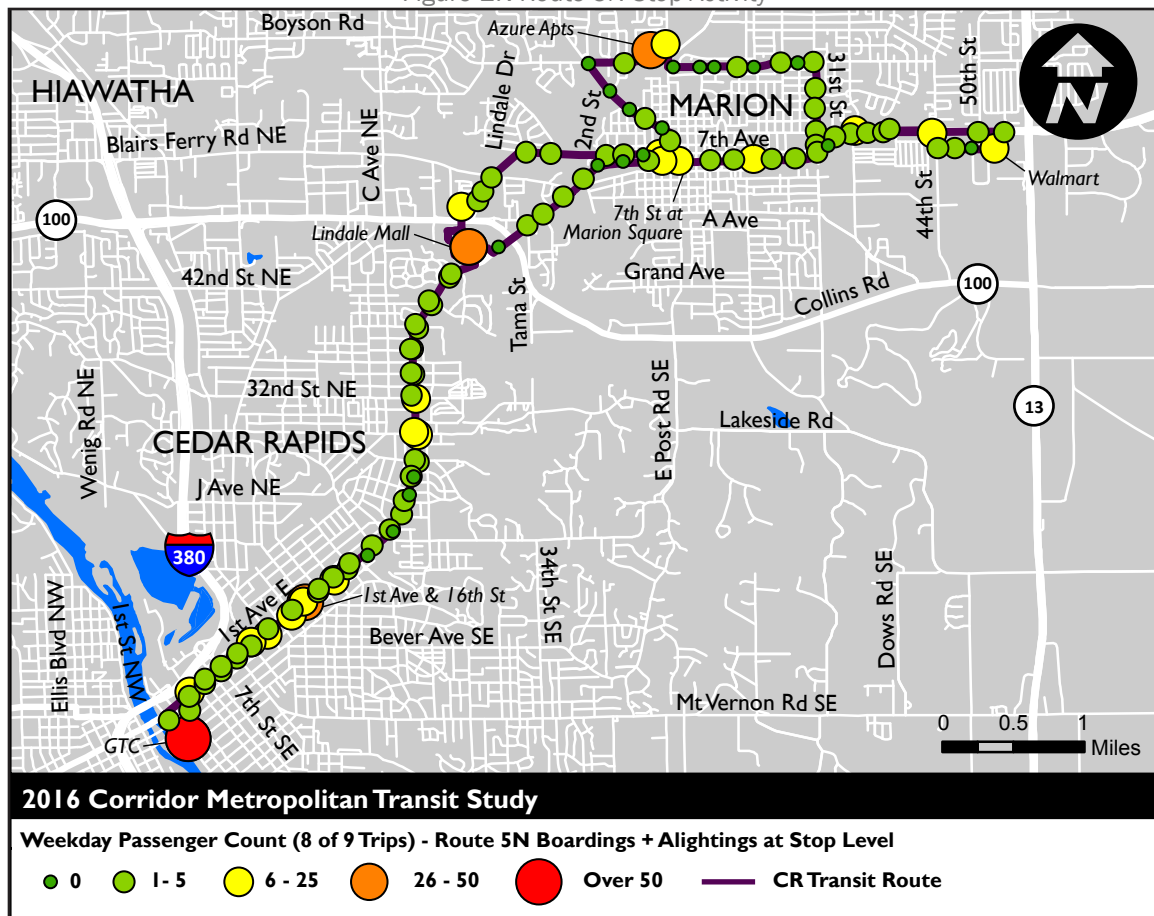 Figure 27: Route 5N Stop Activity
Boyson Rd
Azure Apts
HIAWATHA
Lindale Dr
2nd St
MARION
31st St
50th St
N
Blairs Ferry Rd NE
C Ave NE
7th Ave
Walmart
100
Lindale Mall
7th St at
Marion Square
A Ave
44th St
42nd St NE
Grand Ave
Collins Rd
100
Tama St
32nd St NE
Wenig Rd NE
E Post Rd SE
Lakeside Rd
13
CEDAR RAPIDS
J Ave NE
380
34th St SE
Dows Rd SE
Ellis Blvd NW
1st St NW
1st Ave E
1st Ave & 16th St
Bever Ave SE
7th St SE
Mt Vernon Rd SE
GTC
0 0.5 1
Miles
2016 Corridor Metropolitan Transit Study
Weekday Passenger Count (8 of 9 Trips) - Route 5N Boardings + Alightings at Stop Level
0 1 - 5 6 - 25 26 - 50 Over 50 CR Transit Route